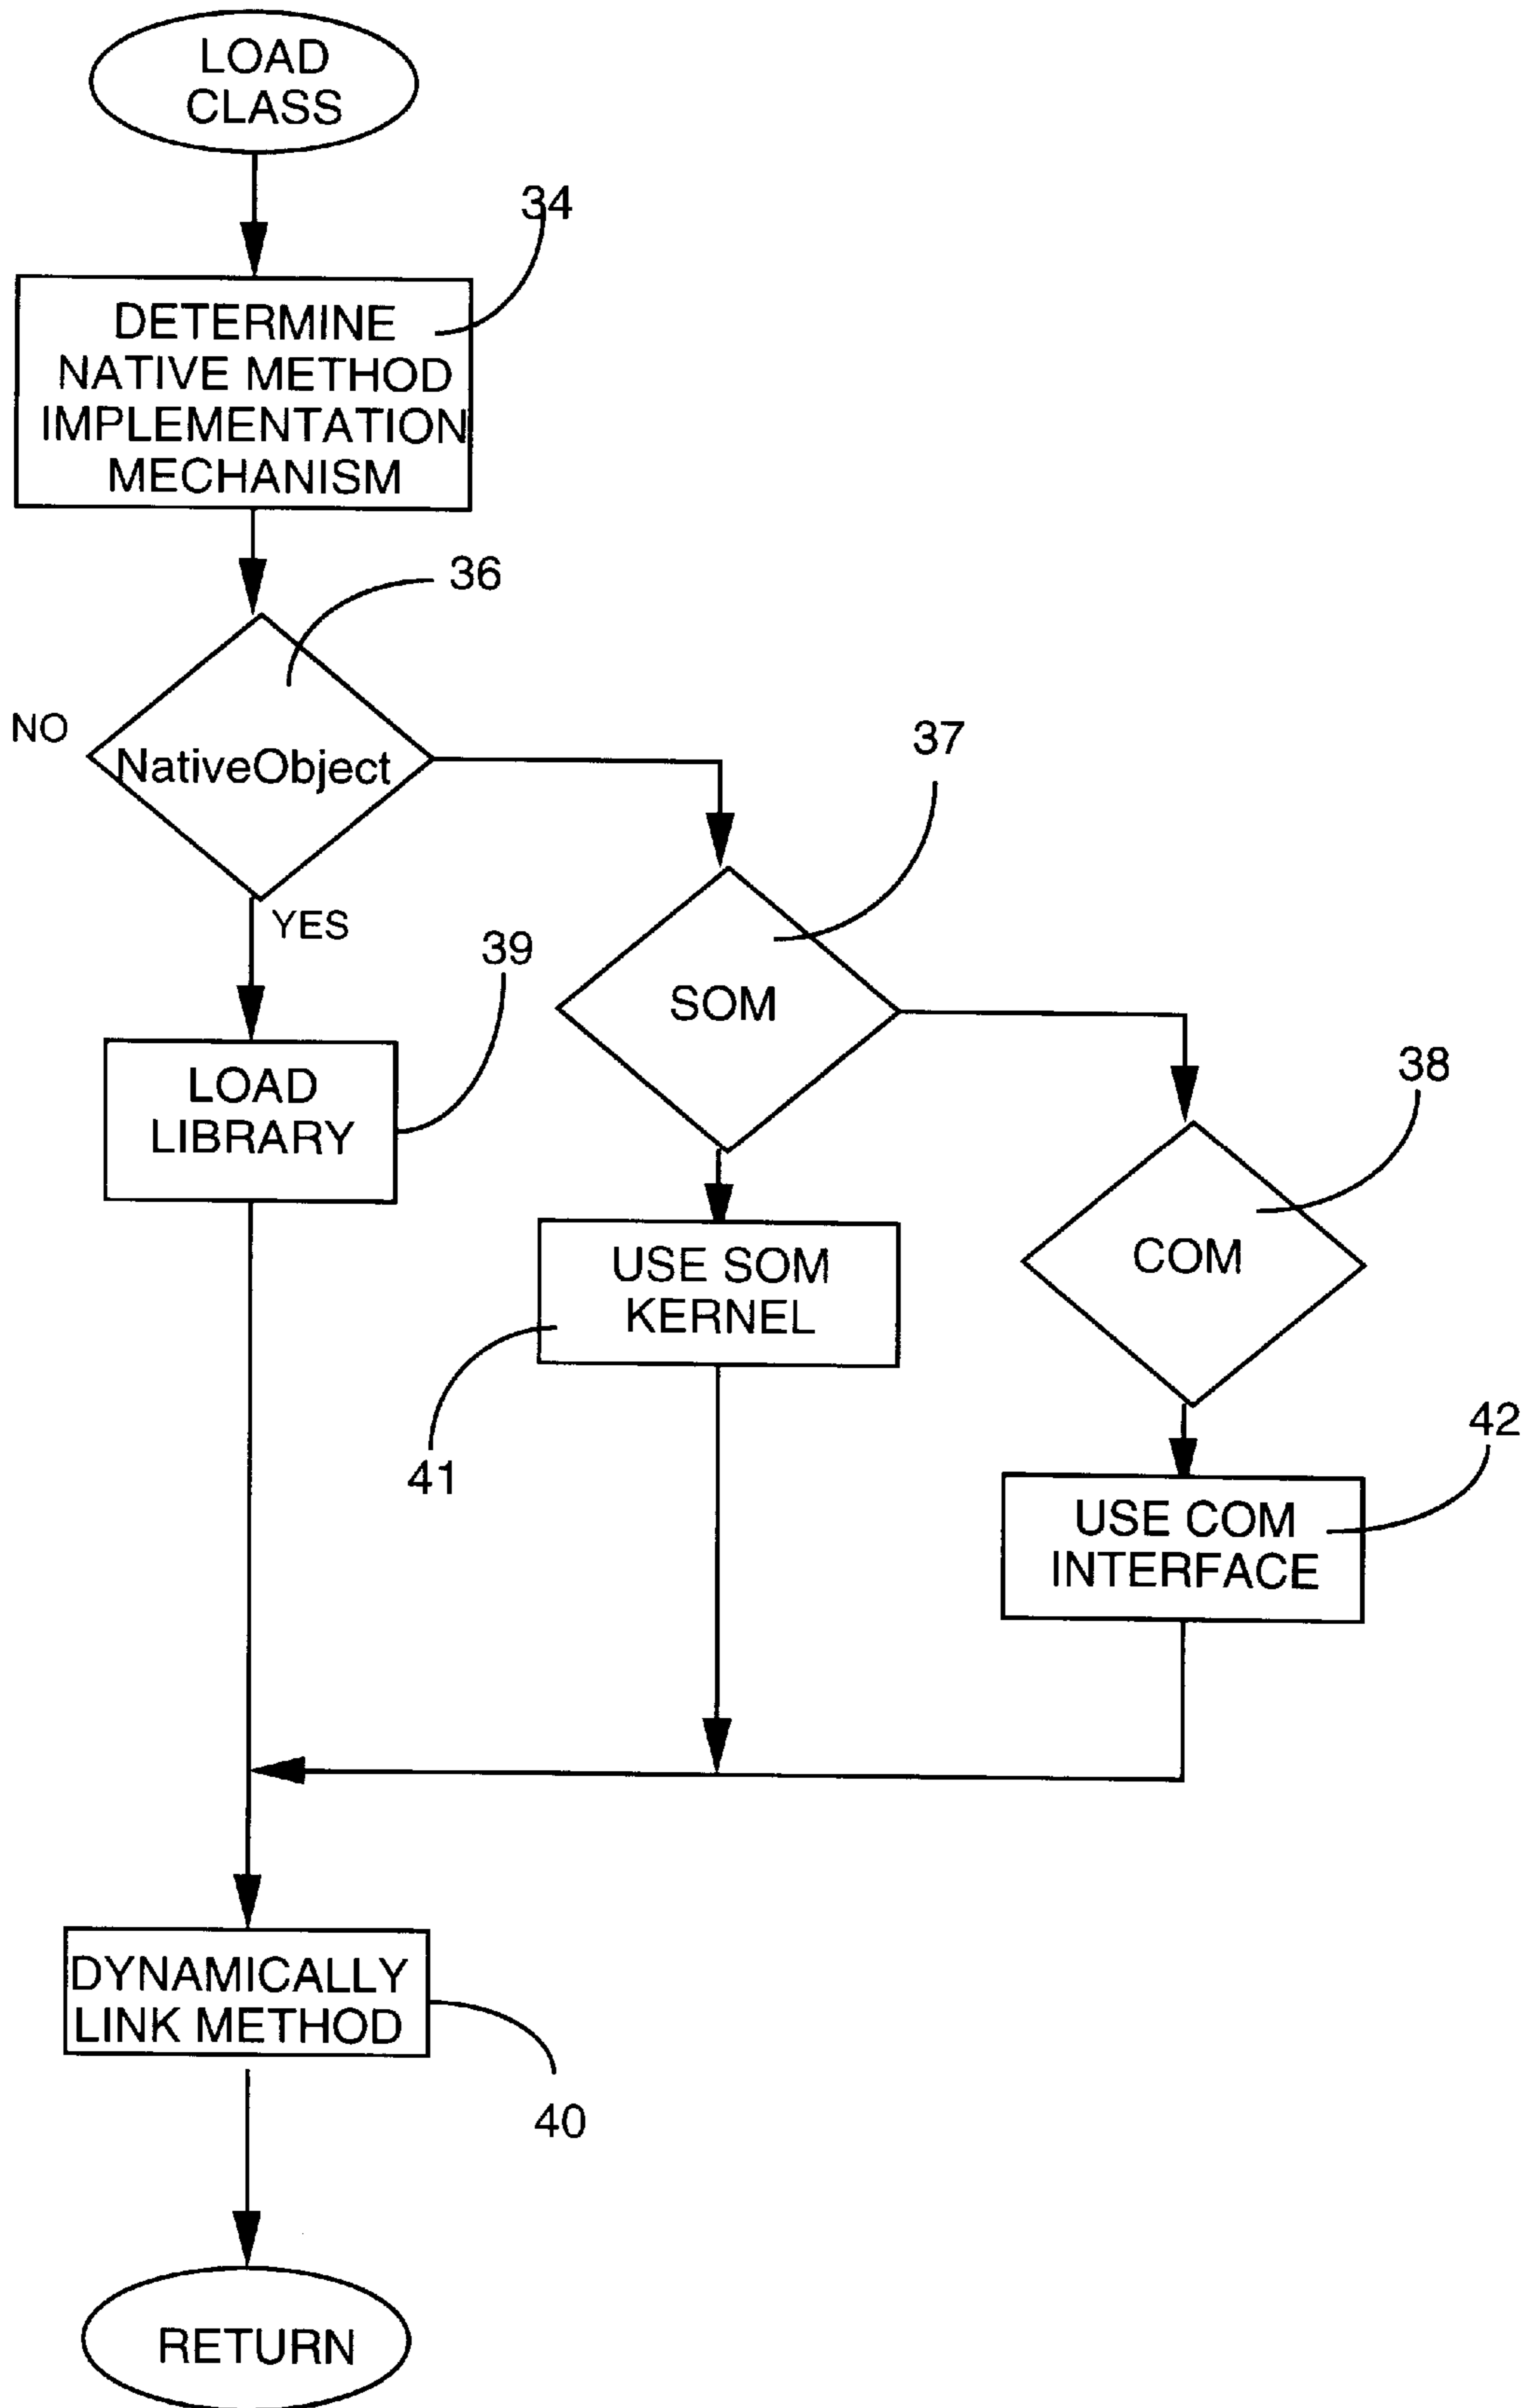 LOAD
CLASS
34
DETERMINE
NATIVE METHOD
IMPLEMENTATION
MECHANISM
36
NO
NativeObject
37
YES
39
SOM
LOAD
LIBRARY
38
COM
USE SOM
KERNEL
41
42
USE COM
INTERFACE
DYNAMICALLY
LINK METHOD
40
RETURN